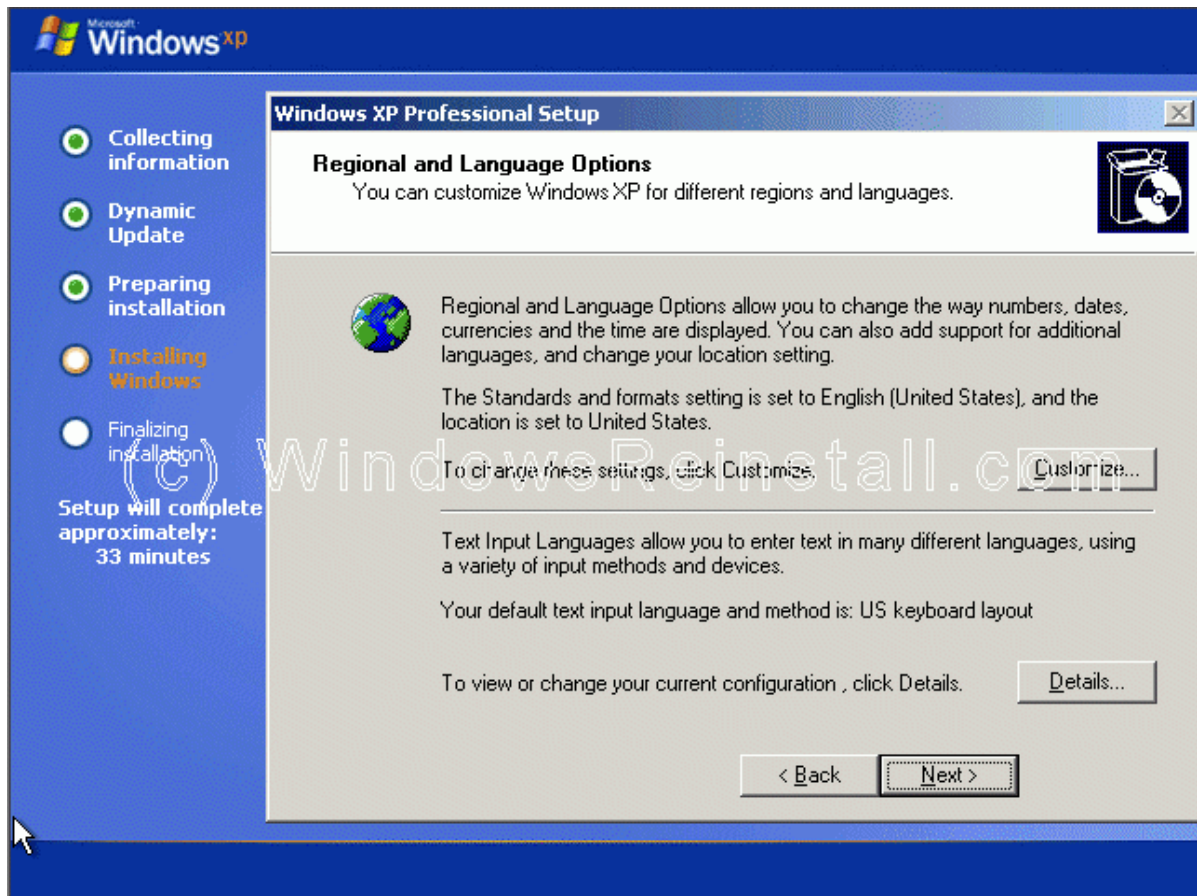 Microsoft
Windows xp
Collecting
information
Dynamic
Update
Preparing
installation
Installing
Windows
Finalizing
installation
Setup will complete
approximately:
33 minutes
Windows XP Professional Setup
Regional and Language Options
You can customize Windows XP for different regions and languages.
Regional and Language Options allow you to change the way numbers, dates,
currencies and the time are displayed. You can also add support for additional
languages, and change your location setting.
The Standards and formats setting is set to English (United States), and the
location is set to United States.
To change these settings, click Customize.
Customize...
Text Input Languages allow you to enter text in many different languages, using
a variety of input methods and devices.
Your default text input language and method is: US keyboard layout
To view or change your current configuration , click Details.
Details...
< Back
Next >
(c) WindowsReinstall.com